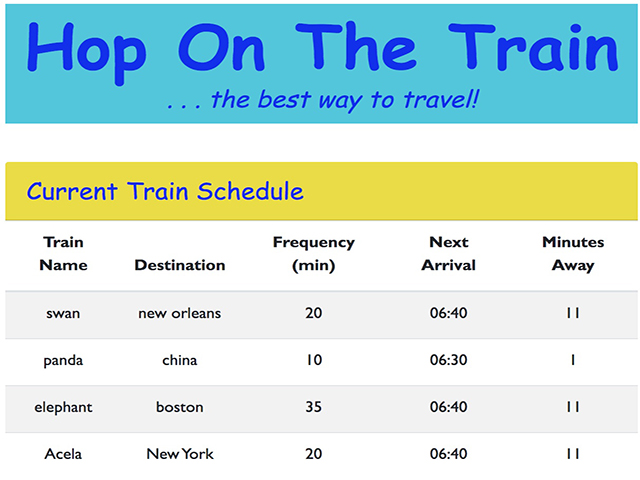 Hop On The Train
. . . the best way to travel!
Current Train Schedule
Train Name Destination Frequency (min) Next Arrival Minutes Away
swan new orleans 20 06:40 11
panda china 10 06:30 1
elephant boston 35 06:40 11
Acela New York 20 06:40 11